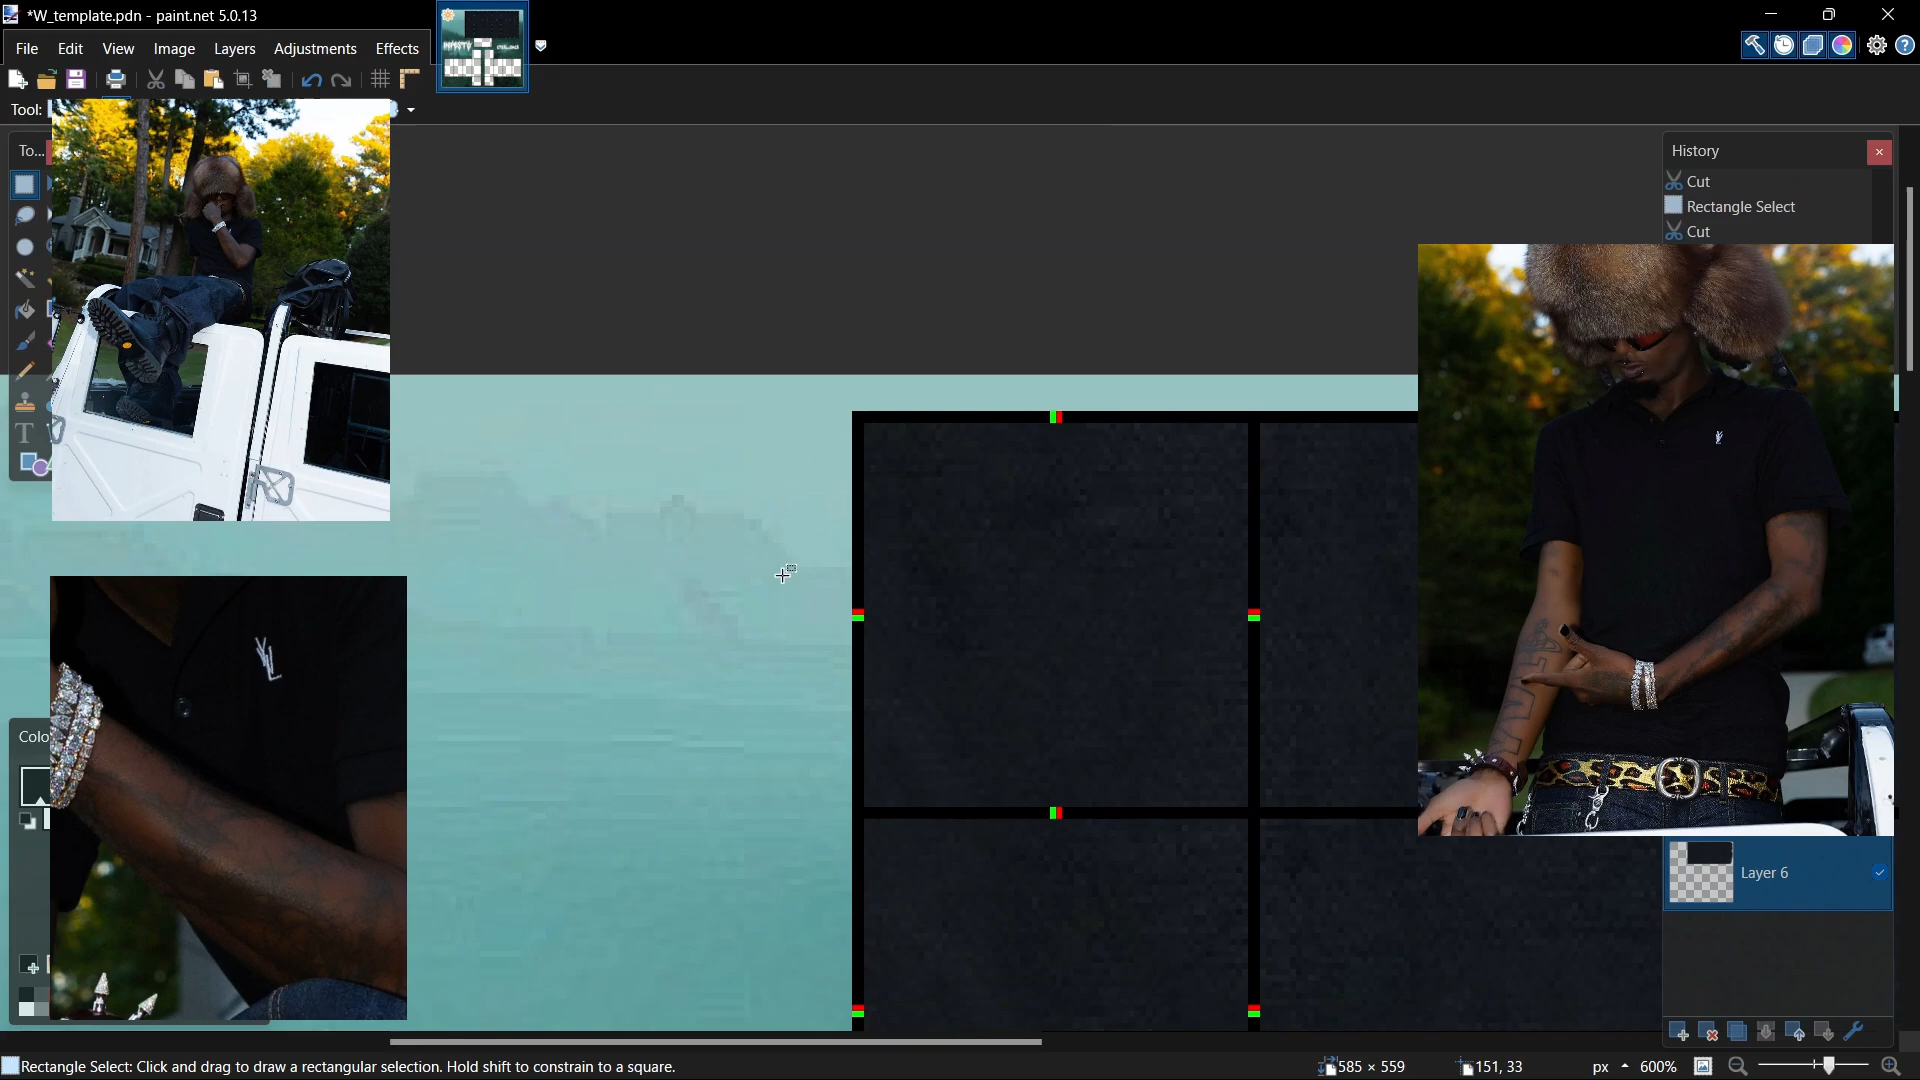 *W_template.pdn - paint.net 5.0.13
File Edit View Image Layers Adjustments Effects
Tool:
To...
History
Cut
Rectangle Select
Cut
Colo
Layer 6
Rectangle Select: Click and drag to draw a rectangular selection. Hold shift to constrain to a square.
585 × 559
151, 33
px
600%